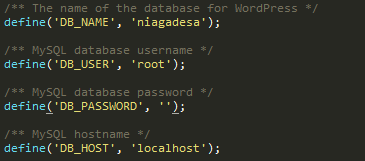 /** The name of the database for WordPress */
define('DB_NAME', 'niagadesa');
/** MySQL database username */
define('DB_USER', 'root');
/** MySQL database password */
define('DB_PASSWORD', '');
/** MySQL hostname */
define('DB_HOST', 'localhost');